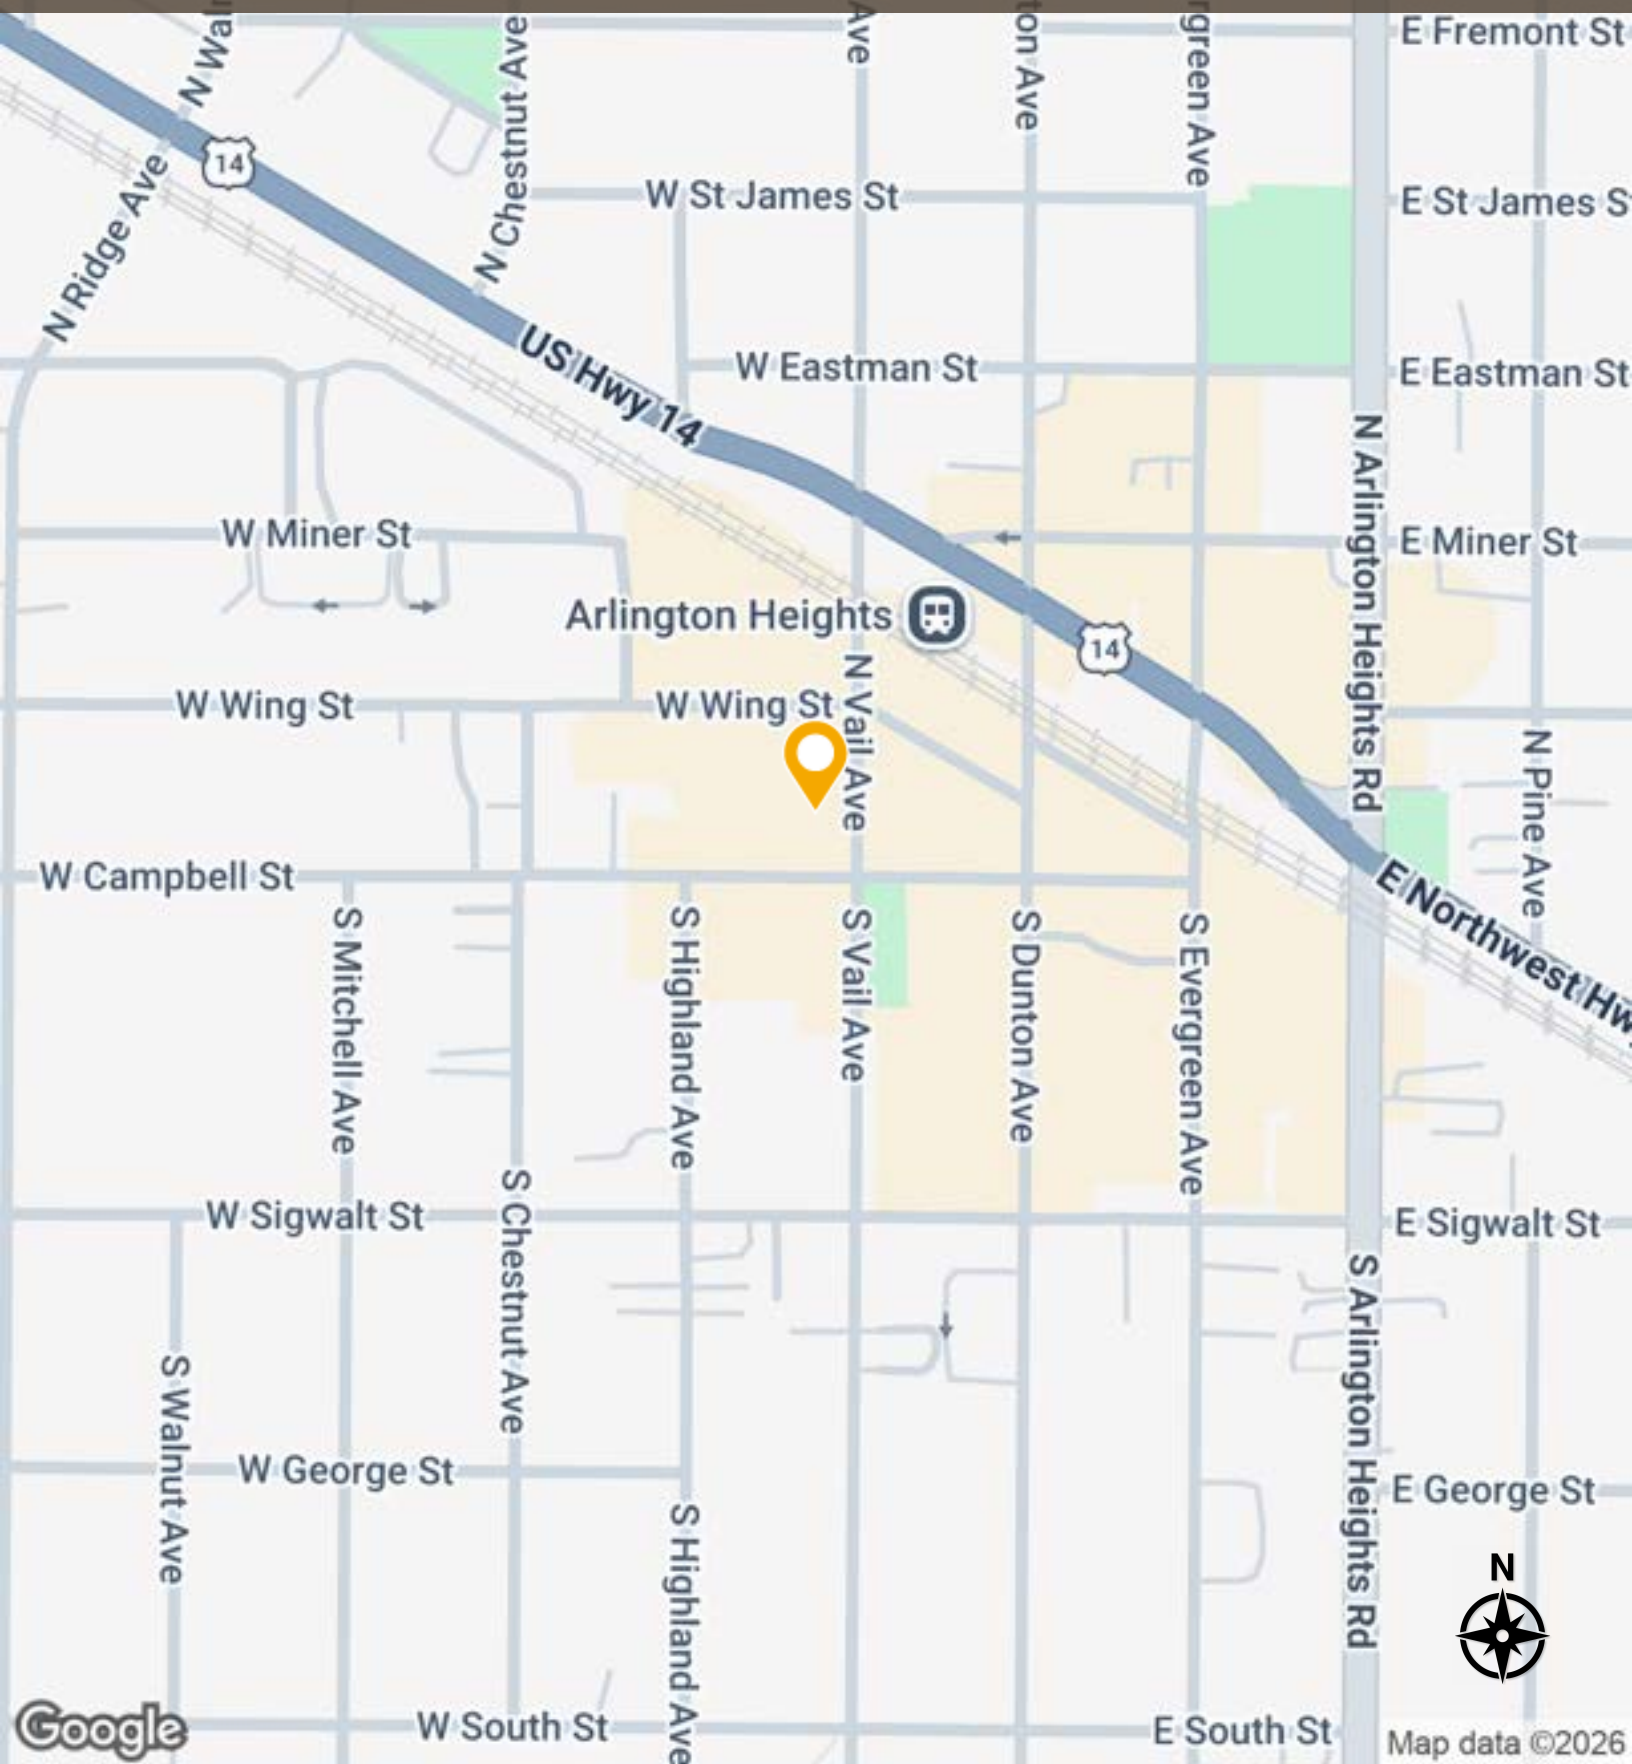 N Wal
Ave
ton Ave
rgreen Ave
E Fremont St
N Chestnut Ave
14
N Ridge Ave
W St James St
E St James S
US Hwy 14
W Eastman St
E Eastman St
N Arlington Heights Rd
W Miner St
E Miner St
Arlington Heights
14
W Wing St
W Wing St
N Vail Ave
N Pine Ave
W Campbell St
E Northwest Hw
S Mitchell Ave
S Highland Ave
S Vail Ave
S Dunton Ave
S Evergreen Ave
S Chestnut Ave
W Sigwalt St
E Sigwalt St
S Arlington Heights Rd
S Walnut Ave
W George St
E George St
S Highland Ave
N
Google
W South St
E South St
Map data ©2026